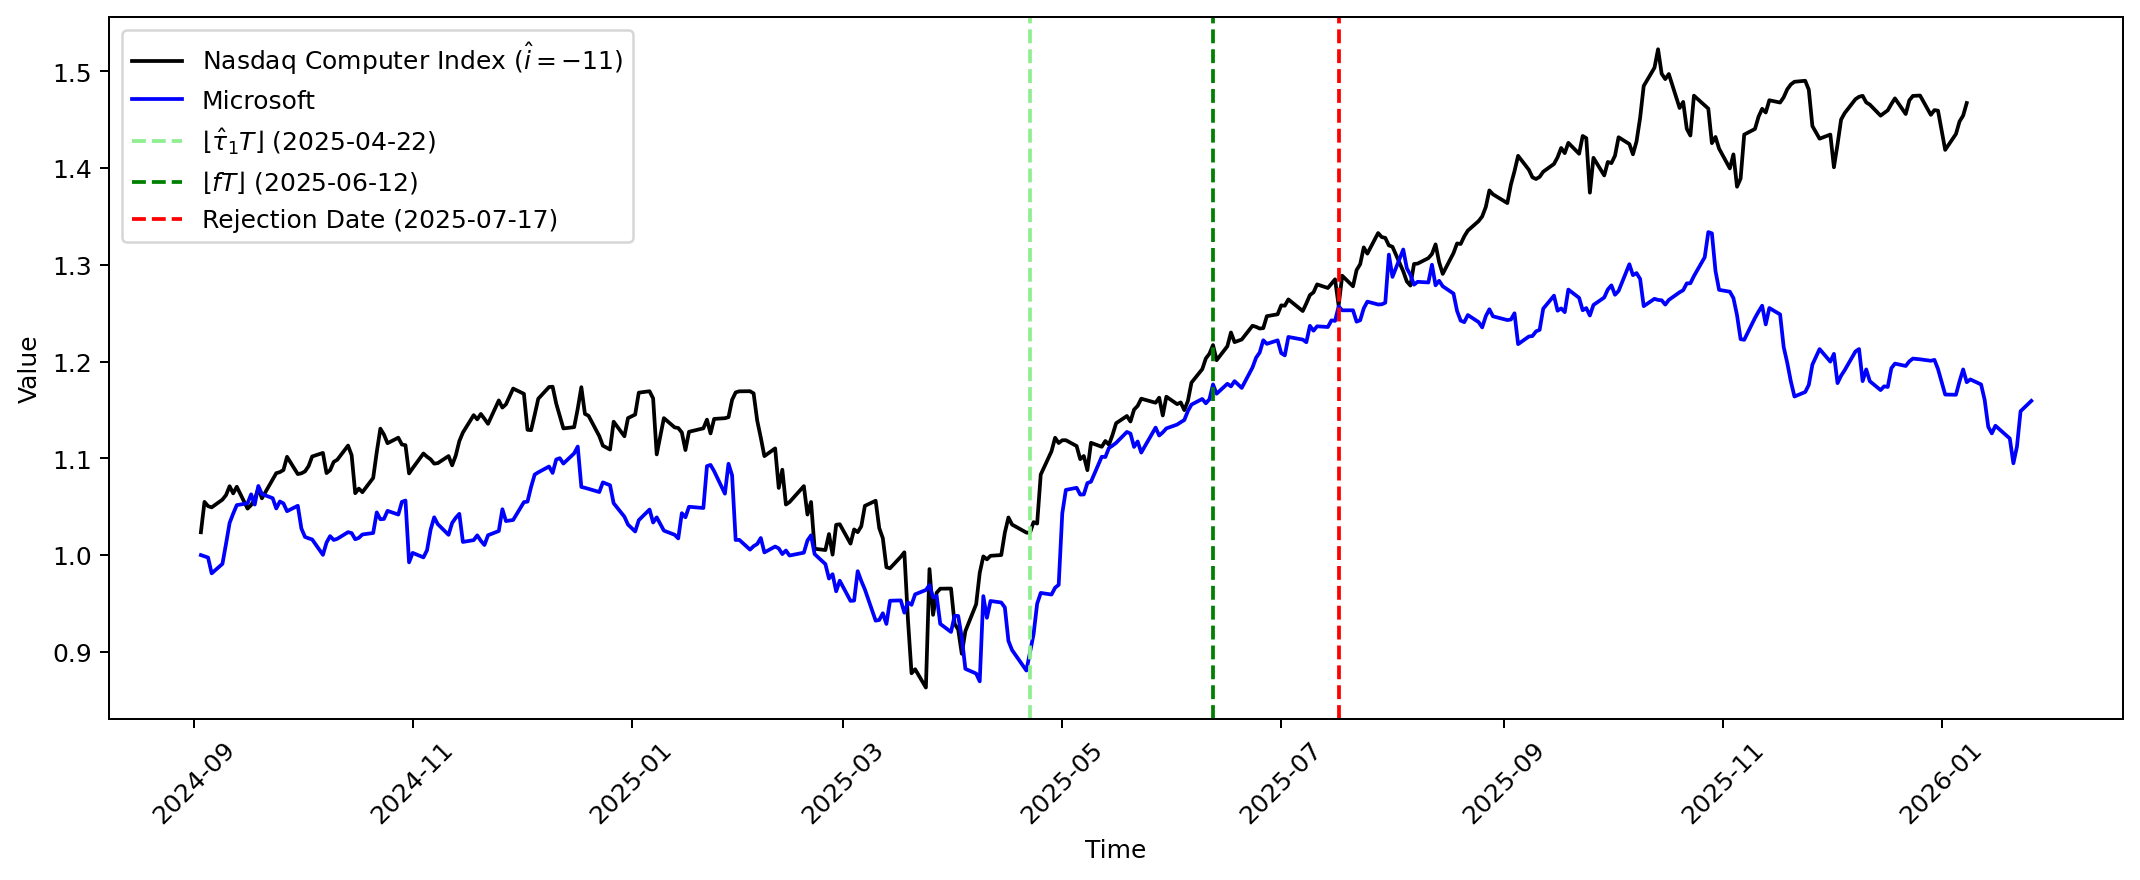 Nasdaq Computer Index (î = −11)
Microsoft
⌊τ̂₁T⌋ (2025-04-22)
⌊fT⌋ (2025-06-12)
Rejection Date (2025-07-17)
1.5
1.4
1.3
1.2
1.1
1.0
0.9
Value
2024-09
2024-11
2025-01
2025-03
2025-05
2025-07
2025-09
2025-11
2026-01
Time